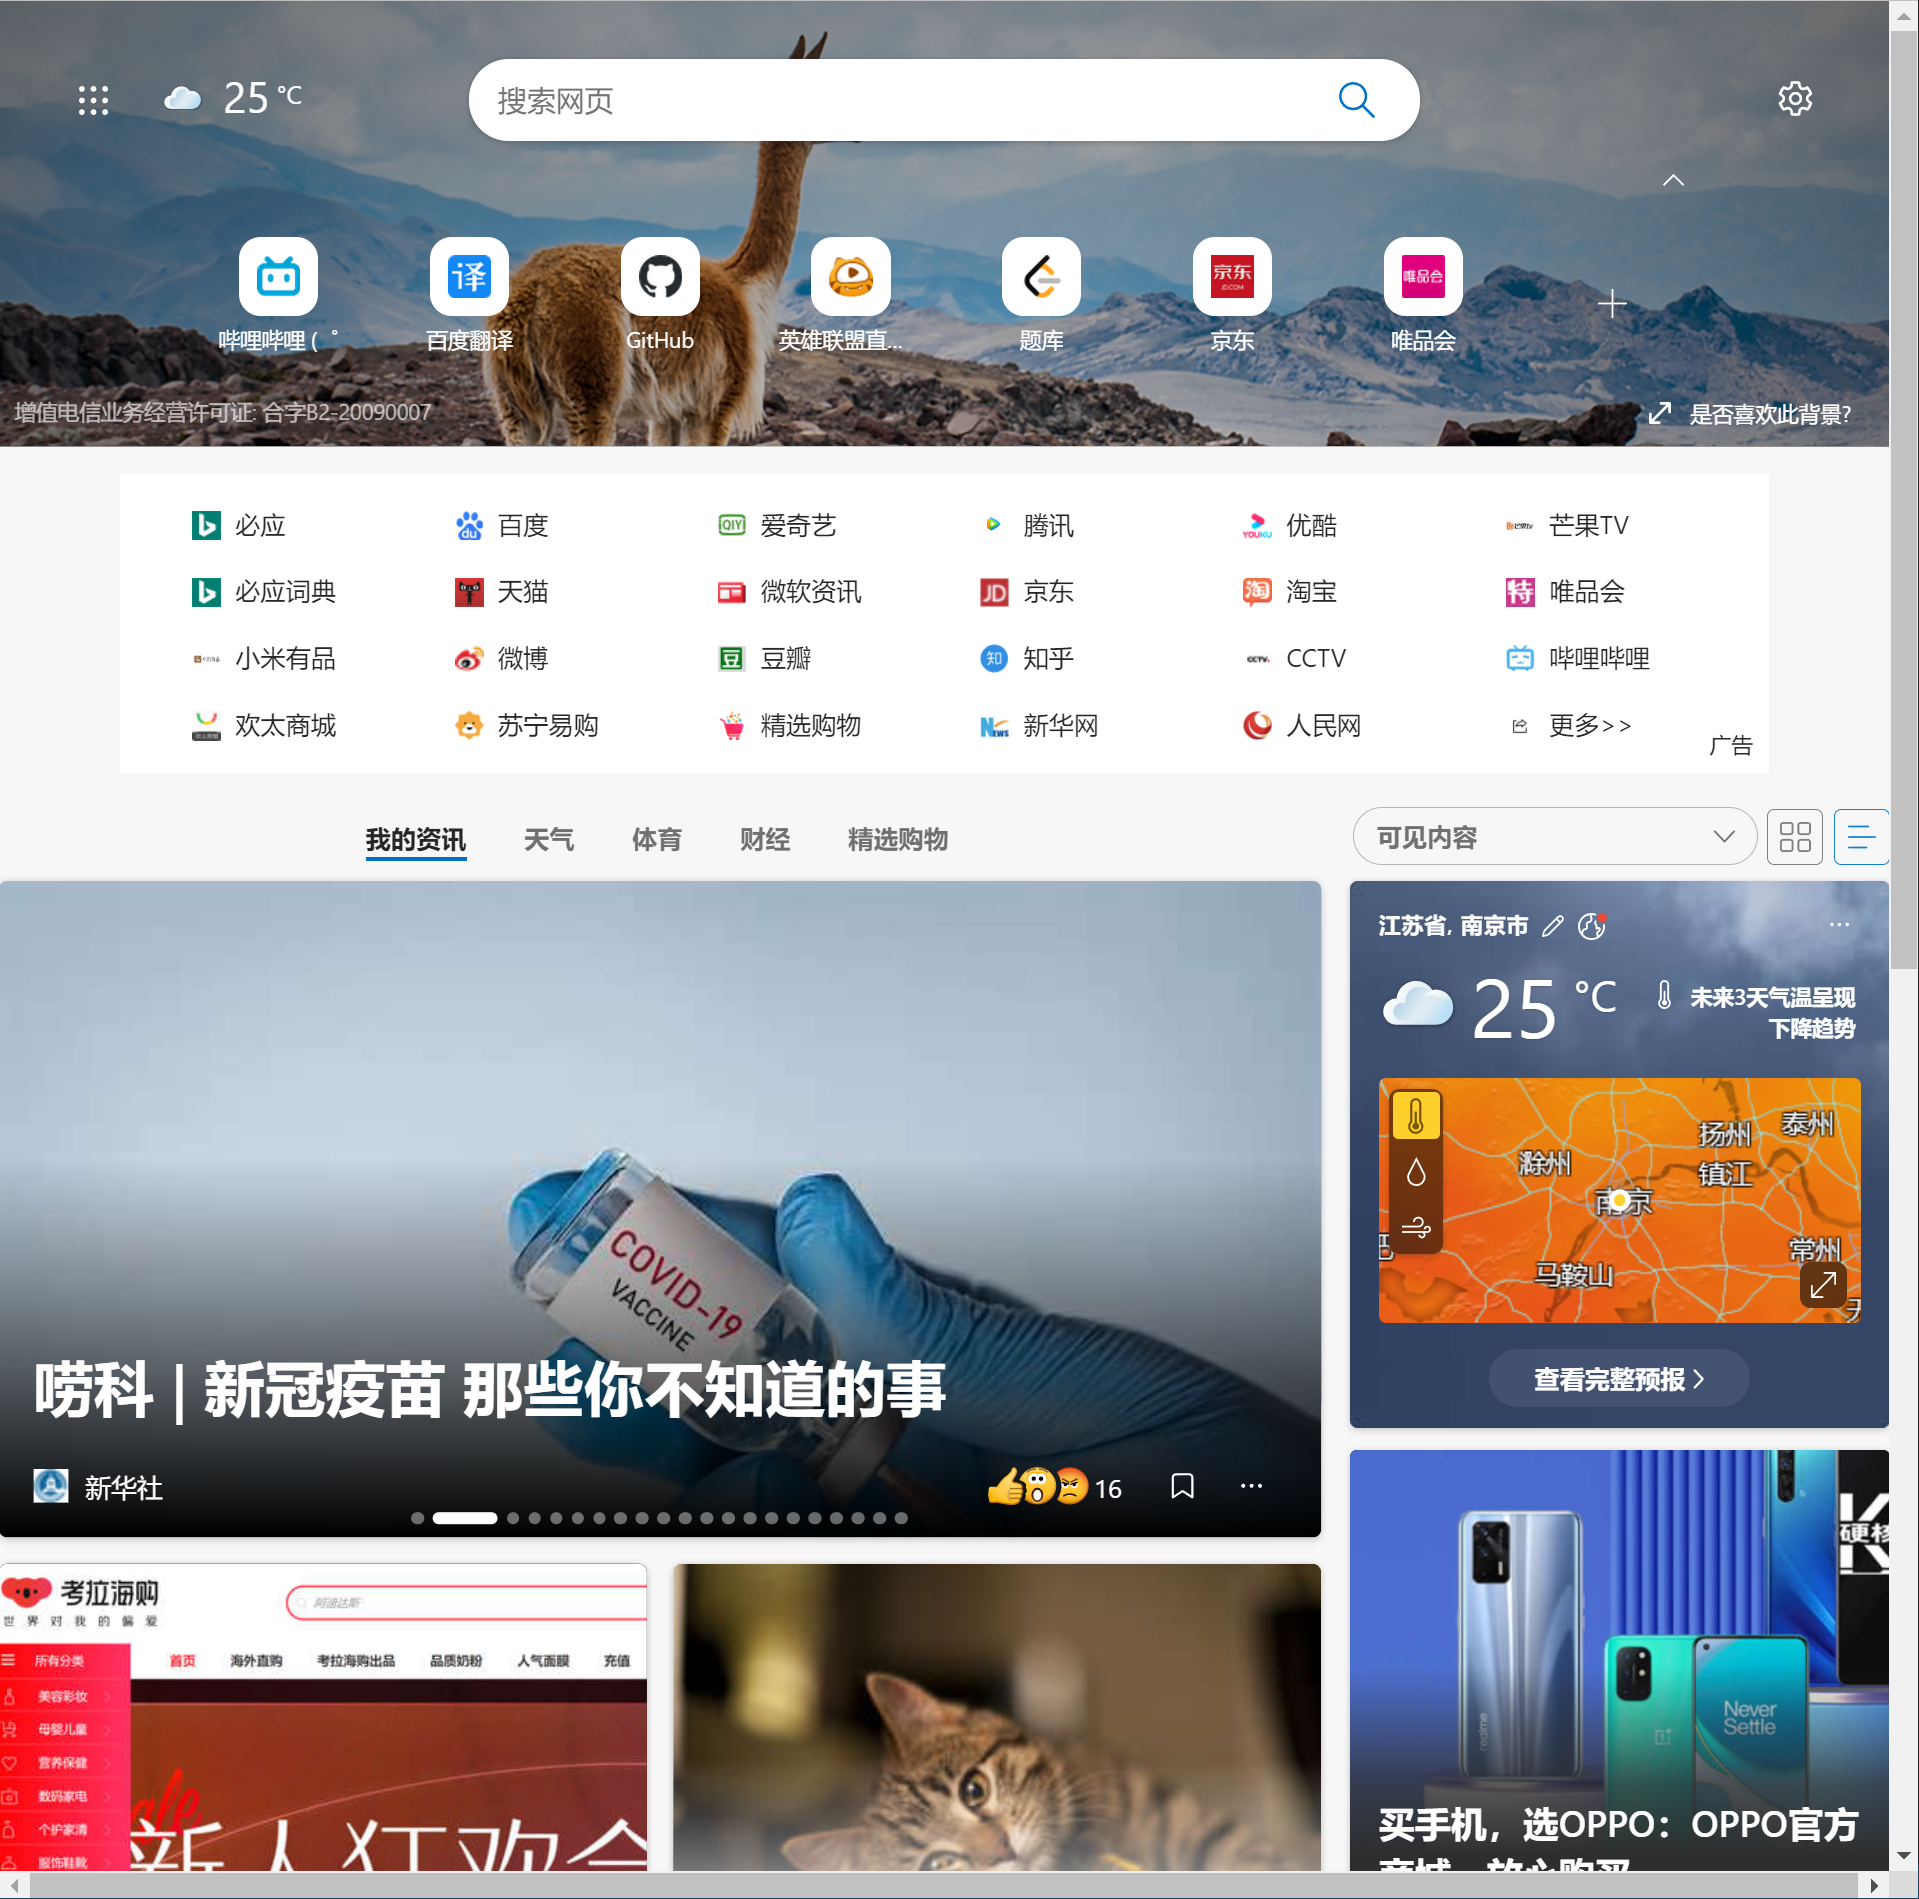 25 °C
搜索网页
译
京东
JD.COM
唯品会
哔哩哔哩 ( ゜
百度翻译
GitHub
英雄联盟直...
题库
京东
唯品会
增值电信业务经营许可证: 合字B2-20090007
是否喜欢此背景?
必应
百度
爱奇艺
腾讯
优酷
芒果TV
必应词典
天猫
微软资讯
京东
淘宝
唯品会
小米有品
微博
豆瓣
知乎
CCTV
哔哩哔哩
欢太商城
苏宁易购
精选购物
新华网
人民网
更多>>
广告
我的资讯
天气
体育
财经
精选购物
可见内容
COVID-19
VACCINE
唠科 | 新冠疫苗 那些你不知道的事
新华社
16
江苏省, 南京市
25 °C
未来3天气温呈现
下降趋势
扬州
泰州
滁州
镇江
南京
常州
马鞍山
查看完整预报
考拉海购
世界对我的偏爱
阿迪达斯
所有分类
首页
海外直购
考拉海购出品
品质奶粉
人气面膜
充值
美容彩妆
母婴儿童
营养保健
数码家电
个护家清
服饰鞋靴
新人狂欢会
硬核
realme
Never
Settle
买手机，选OPPO：OPPO官方
商城，放心购买